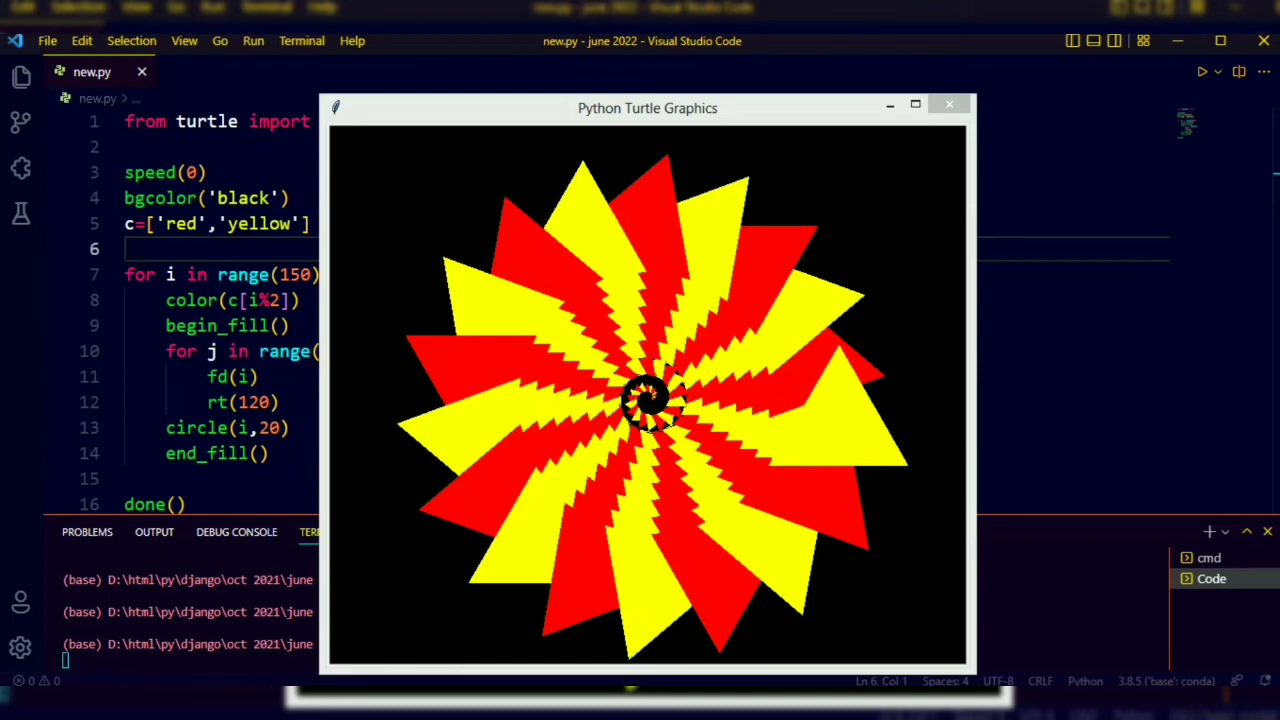 File Edit Selection View Go Run Terminal Help
new.py - june 2022 - Visual Studio Code
new.py
new.py > ...
Python Turtle Graphics
1 from turtle import
2
3 speed(0)
4 bgcolor('black')
5 c=['red','yellow']
6
7 for i in range(150)
8 color(c[i%2])
9 begin_fill()
10 for j in range(
11 fd(i)
12 rt(120)
13 circle(i,20)
14 end_fill()
15
16 done()
PROBLEMS OUTPUT DEBUG CONSOLE
cmd
Code
(base) D:\html\py\django\oct 2021\june
(base) D:\html\py\django\oct 2021\june
(base) D:\html\py\django\oct 2021\june
0 0
Ln 6, Col 1 Spaces: 4 UTF-8 CRLF Python 3.8.5 ('base': conda)